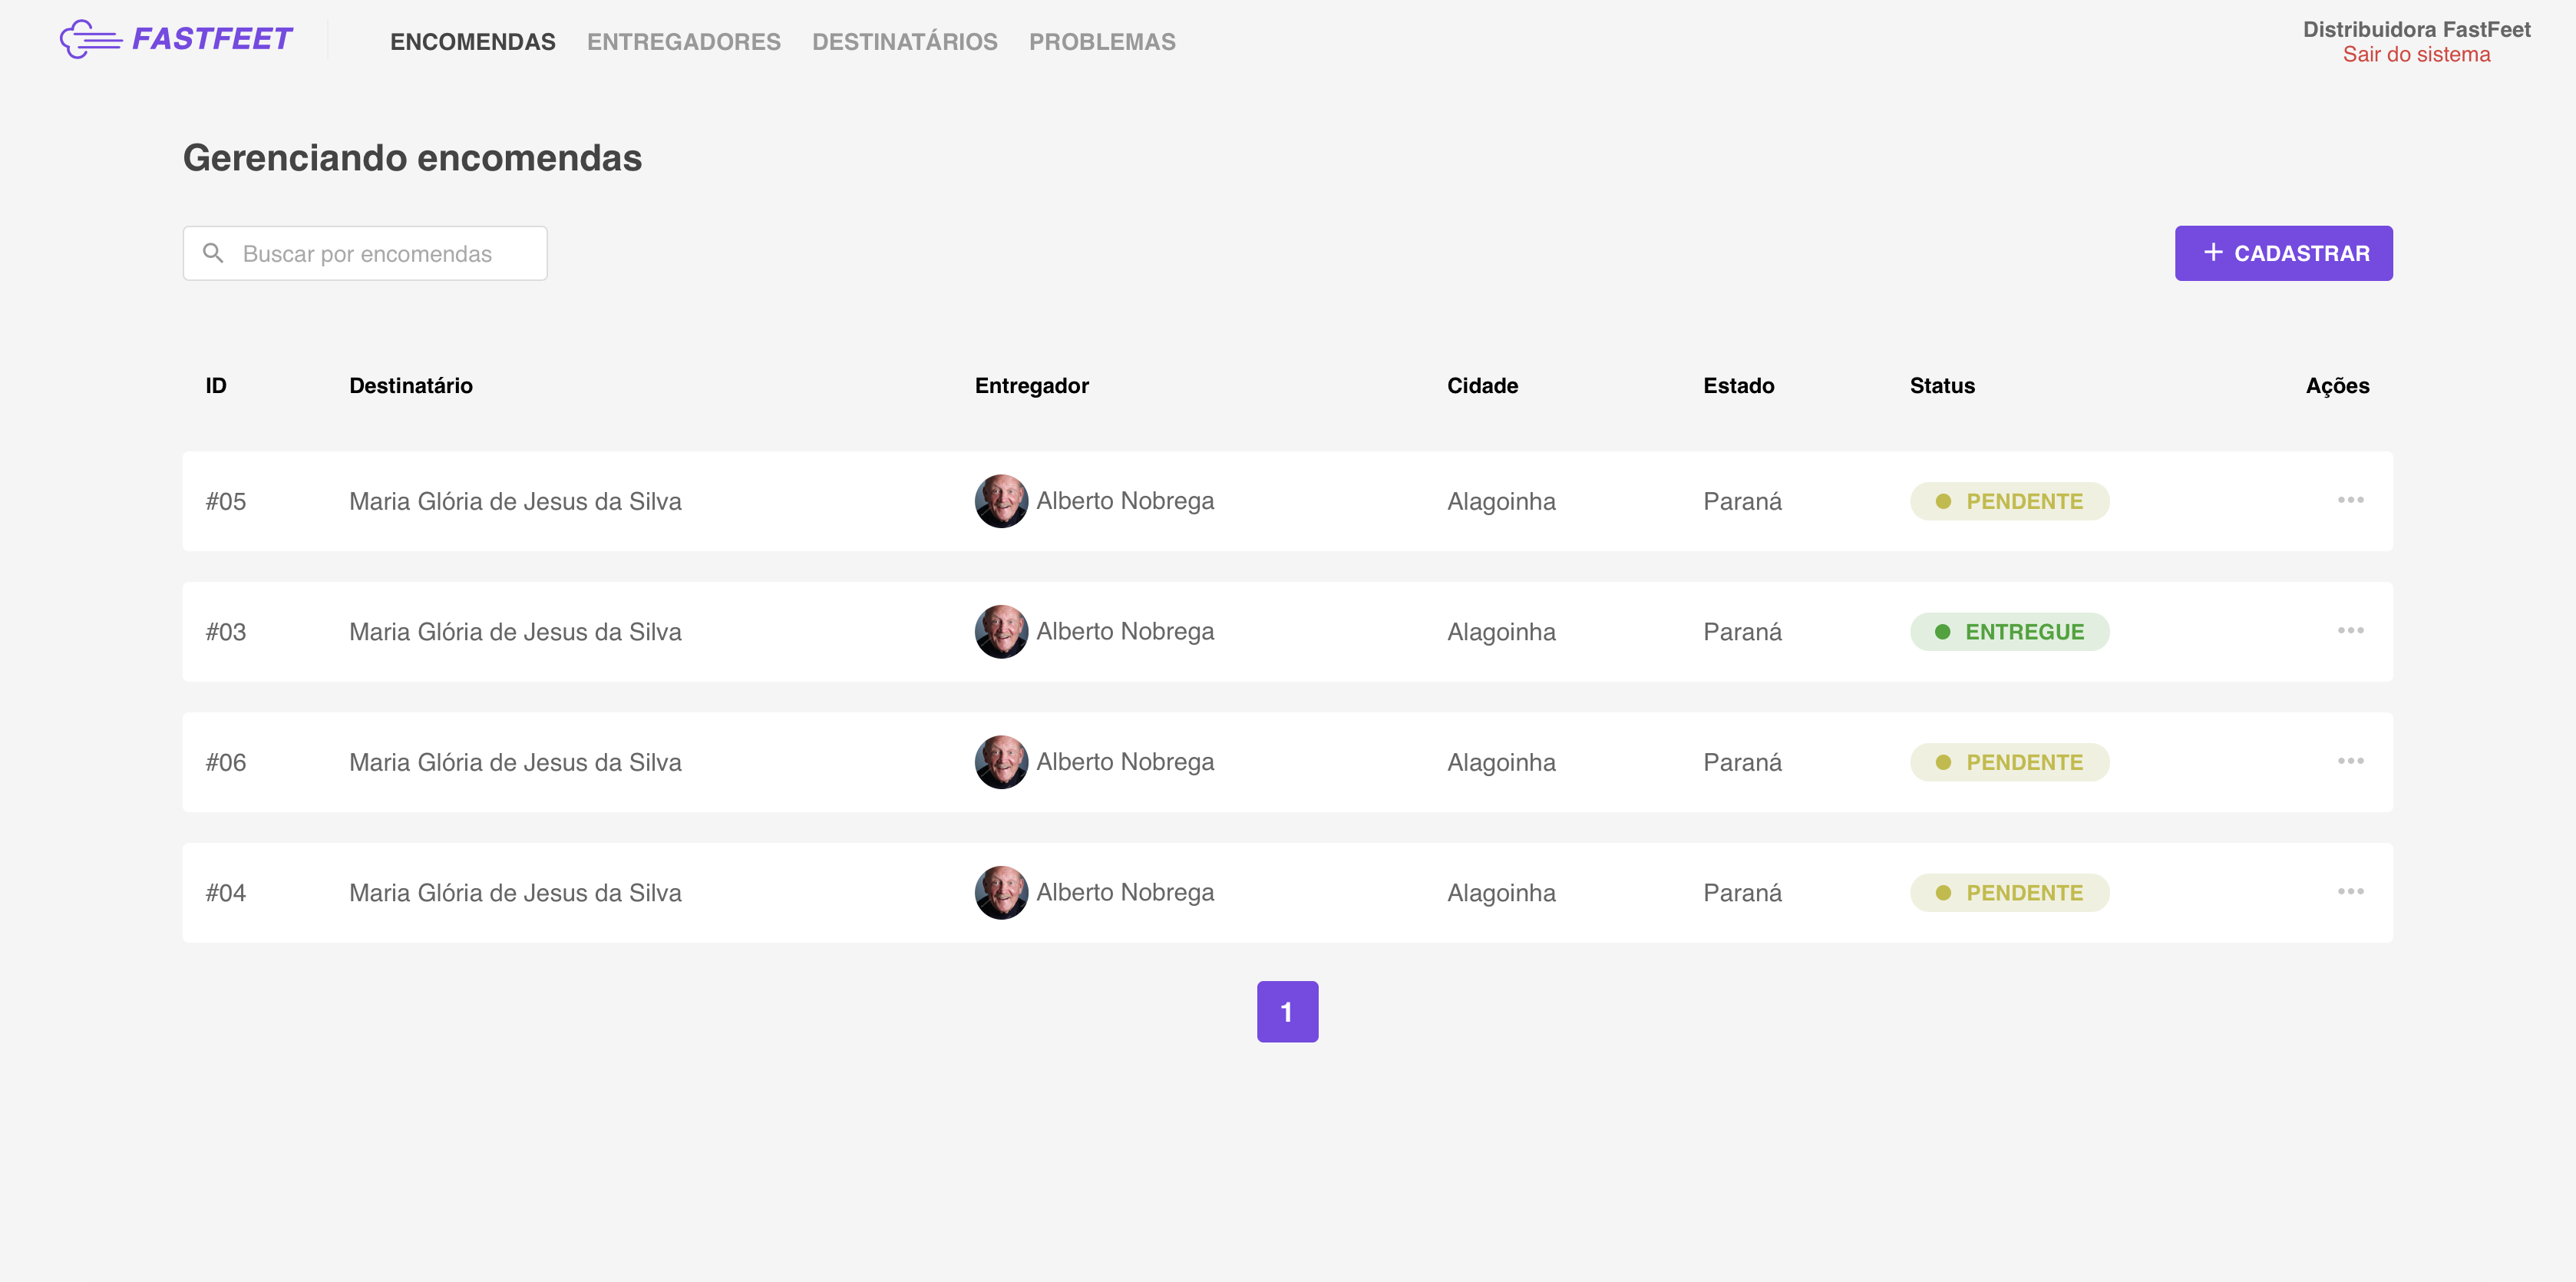 FASTFEET ENCOMENDAS ENTREGADORES DESTINATÁRIOS PROBLEMAS Distribuidora FastFeet
Sair do sistema
Gerenciando encomendas
Buscar por encomendas + CADASTRAR
ID Destinatário Entregador Cidade Estado Status Ações
#05 Maria Glória de Jesus da Silva Alberto Nobrega Alagoinha Paraná PENDENTE
#03 Maria Glória de Jesus da Silva Alberto Nobrega Alagoinha Paraná ENTREGUE
#06 Maria Glória de Jesus da Silva Alberto Nobrega Alagoinha Paraná PENDENTE
#04 Maria Glória de Jesus da Silva Alberto Nobrega Alagoinha Paraná PENDENTE
1